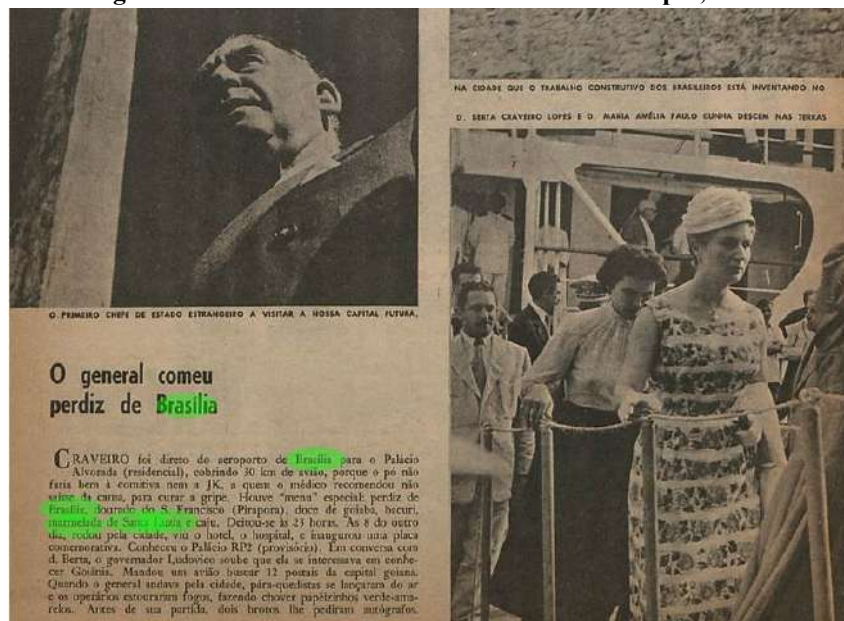 NA CIDADE QUE O TRABALHO CONSTRUTIVO DOS BRASILEIROS ESTÁ INVENTANDO NO
D. BERTA CRAVEIRO LOPES E D. MARIA AMÉLIA PAULO CUNHA DESCEM NAS TERRAS
O PRIMEIRO CHEFE DE ESTADO ESTRANGEIRO A VISITAR A NOSSA CAPITAL FUTURA,
O general comeu
perdiz de Brasília
CRAVEIRO foi direto do aeroporto de Brasília para o Palácio
Alvorada (residencial), cobrindo 30 km de avião, porque o pó não
faria bem à comitiva nem a JK, a quem o médico recomendou não
saísse da cama, para curar a gripe. Houve "menu" especial: perdiz de
Brasília, dourado do S. Francisco (Pirapora), doce de goiaba, bacuri,
marmelada de Santa Luzia e caju. Deitou-se às 23 horas. Às 8 do outro
dia, rodou pela cidade, viu o hotel, o hospital, e inaugurou uma placa
comemorativa. Conheceu o Palácio RP2 (provisório). Em conversa com
d. Berta, o governador Ludovico soube que ela se interessava em conhe-
cer Goiânia. Mandou um avião buscar 12 postais da capital goiana.
Quando o general andava pela cidade, pára-quedistas se lançaram do ar
e os operários estouraram fogos, fazendo chover papèizinhos verde-ama-
relos. Antes de sua partida, dois brotos lhe pediram autógrafos.